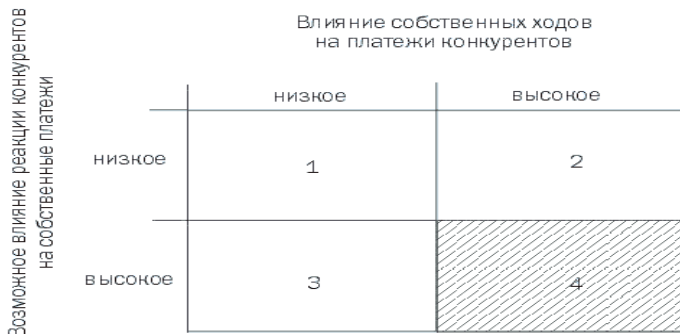 Влияние собственных ходов
на платежи конкурентов
Возможное влияние реакции конкурентов
на собственные платежи
низкое
высокое
низкое
1
2
высокое
3
4